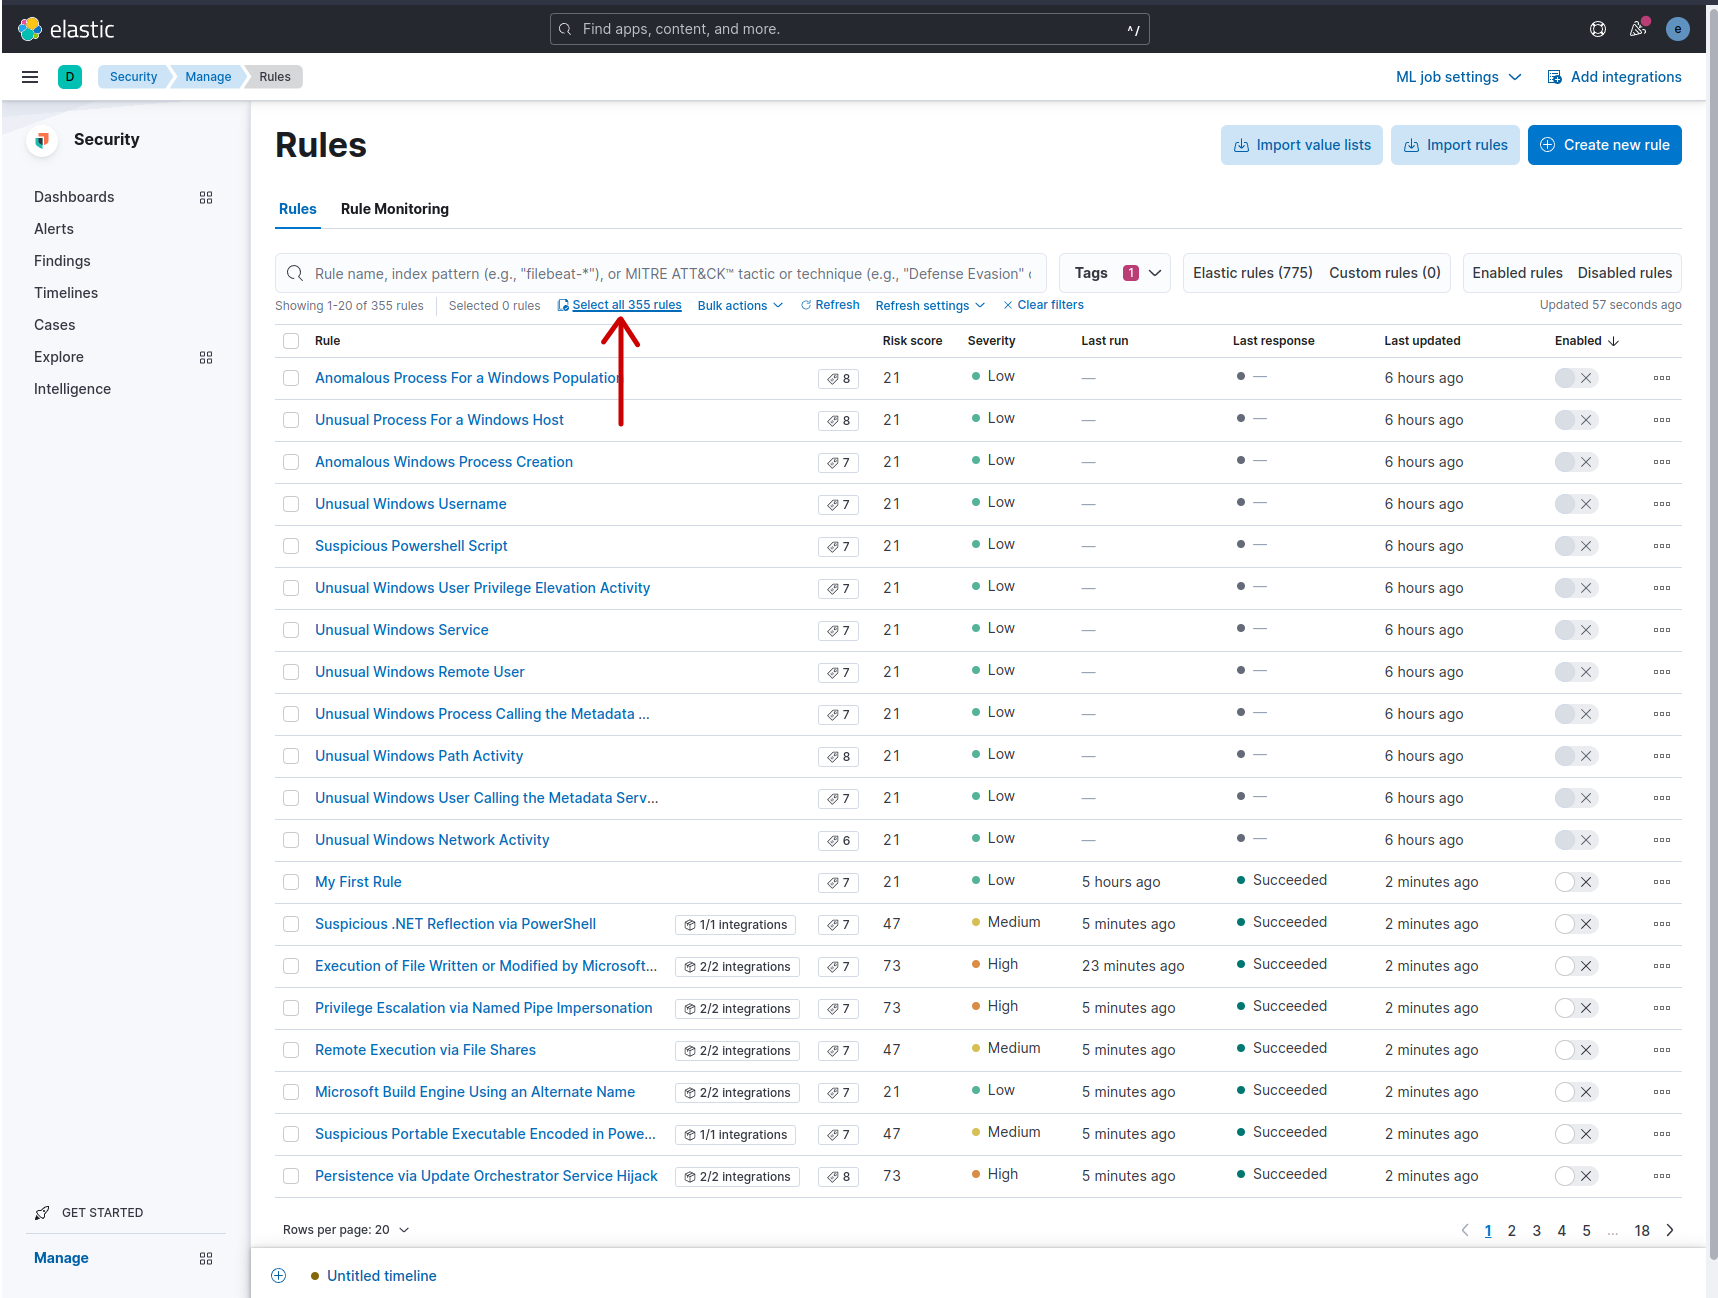 elastic
Find apps, content, and more.
^/
e
D
Security
Manage
Rules
ML job settings
Add integrations
Security
Dashboards
Alerts
Findings
Timelines
Cases
Explore
Intelligence
GET STARTED
Manage
Rules
Import value lists
Import rules
Create new rule
Rules
Rule Monitoring
Rule name, index pattern (e.g., "filebeat-*"), or MITRE ATT&CK™ tactic or technique (e.g., "Defense Evasion"
Tags 1
Elastic rules (775) Custom rules (0)
Enabled rules Disabled rules
Showing 1-20 of 355 rules Selected 0 rules Select all 355 rules Bulk actions Refresh Refresh settings Clear filters Updated 57 seconds ago
Rule Risk score Severity Last run Last response Last updated Enabled
Anomalous Process For a Windows Population 8 21 Low — — 6 hours ago
Unusual Process For a Windows Host 8 21 Low — — 6 hours ago
Anomalous Windows Process Creation 7 21 Low — — 6 hours ago
Unusual Windows Username 7 21 Low — — 6 hours ago
Suspicious Powershell Script 7 21 Low — — 6 hours ago
Unusual Windows User Privilege Elevation Activity 7 21 Low — — 6 hours ago
Unusual Windows Service 7 21 Low — — 6 hours ago
Unusual Windows Remote User 7 21 Low — — 6 hours ago
Unusual Windows Process Calling the Metadata ... 7 21 Low — — 6 hours ago
Unusual Windows Path Activity 8 21 Low — — 6 hours ago
Unusual Windows User Calling the Metadata Serv... 7 21 Low — — 6 hours ago
Unusual Windows Network Activity 6 21 Low — — 6 hours ago
My First Rule 7 21 Low 5 hours ago Succeeded 2 minutes ago
Suspicious .NET Reflection via PowerShell 1/1 integrations 7 47 Medium 5 minutes ago Succeeded 2 minutes ago
Execution of File Written or Modified by Microsoft... 2/2 integrations 7 73 High 23 minutes ago Succeeded 2 minutes ago
Privilege Escalation via Named Pipe Impersonation 2/2 integrations 7 73 High 5 minutes ago Succeeded 2 minutes ago
Remote Execution via File Shares 2/2 integrations 7 47 Medium 5 minutes ago Succeeded 2 minutes ago
Microsoft Build Engine Using an Alternate Name 2/2 integrations 7 21 Low 5 minutes ago Succeeded 2 minutes ago
Suspicious Portable Executable Encoded in Powe... 1/1 integrations 7 47 Medium 5 minutes ago Succeeded 2 minutes ago
Persistence via Update Orchestrator Service Hijack 2/2 integrations 8 73 High 5 minutes ago Succeeded 2 minutes ago
Rows per page: 20
1 2 3 4 5 ... 18
Untitled timeline